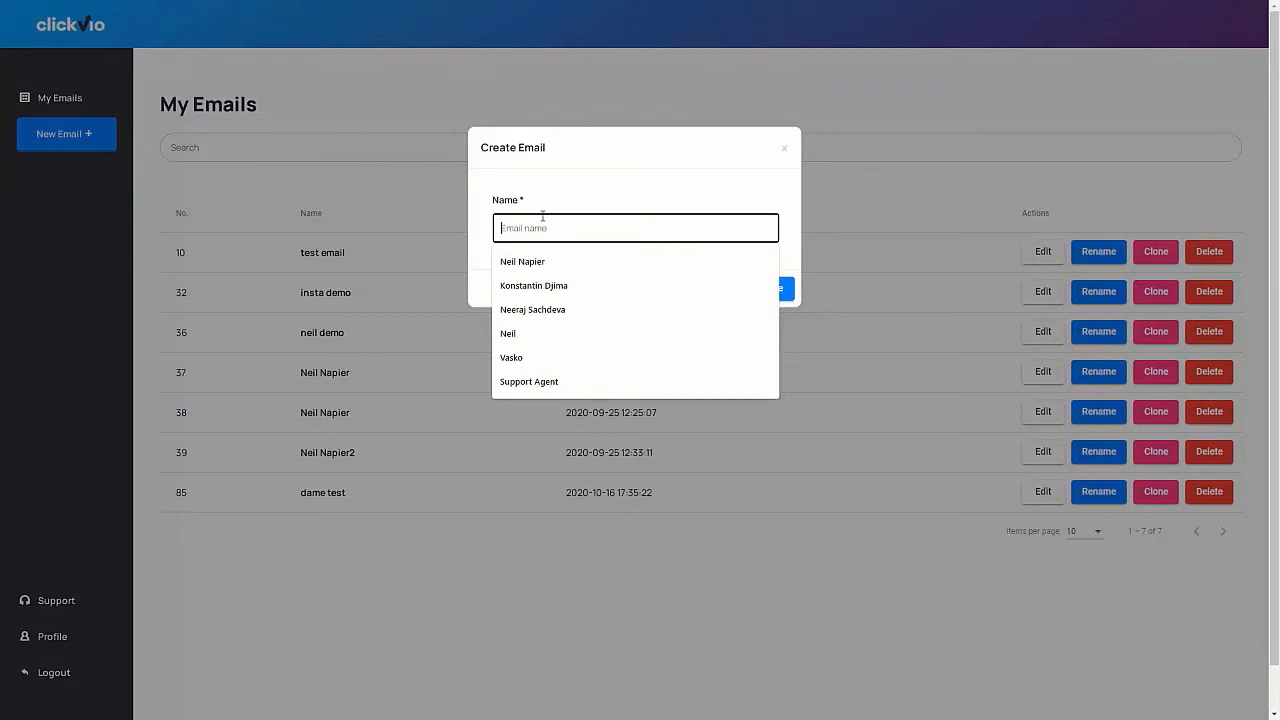 clickvio
My Emails
New Email +
Support
Profile
Logout
My Emails
Search
No. Name Actions
10 test email Edit Rename Clone Delete
32 insta demo Edit Rename Clone Delete
36 neil demo Edit Rename Clone Delete
37 Neil Napier Edit Rename Clone Delete
38 Neil Napier 2020-09-25 12:25:07 Edit Rename Clone Delete
39 Neil Napier2 2020-09-25 12:33:11 Edit Rename Clone Delete
85 dame test 2020-10-16 17:35:22 Edit Rename Clone Delete
Items per page: 10 1 – 7 of 7
Create Email x
Name *
Email name
Neil Napier
Konstantin Djima
Neeraj Sachdeva
Neil
Vasko
Support Agent